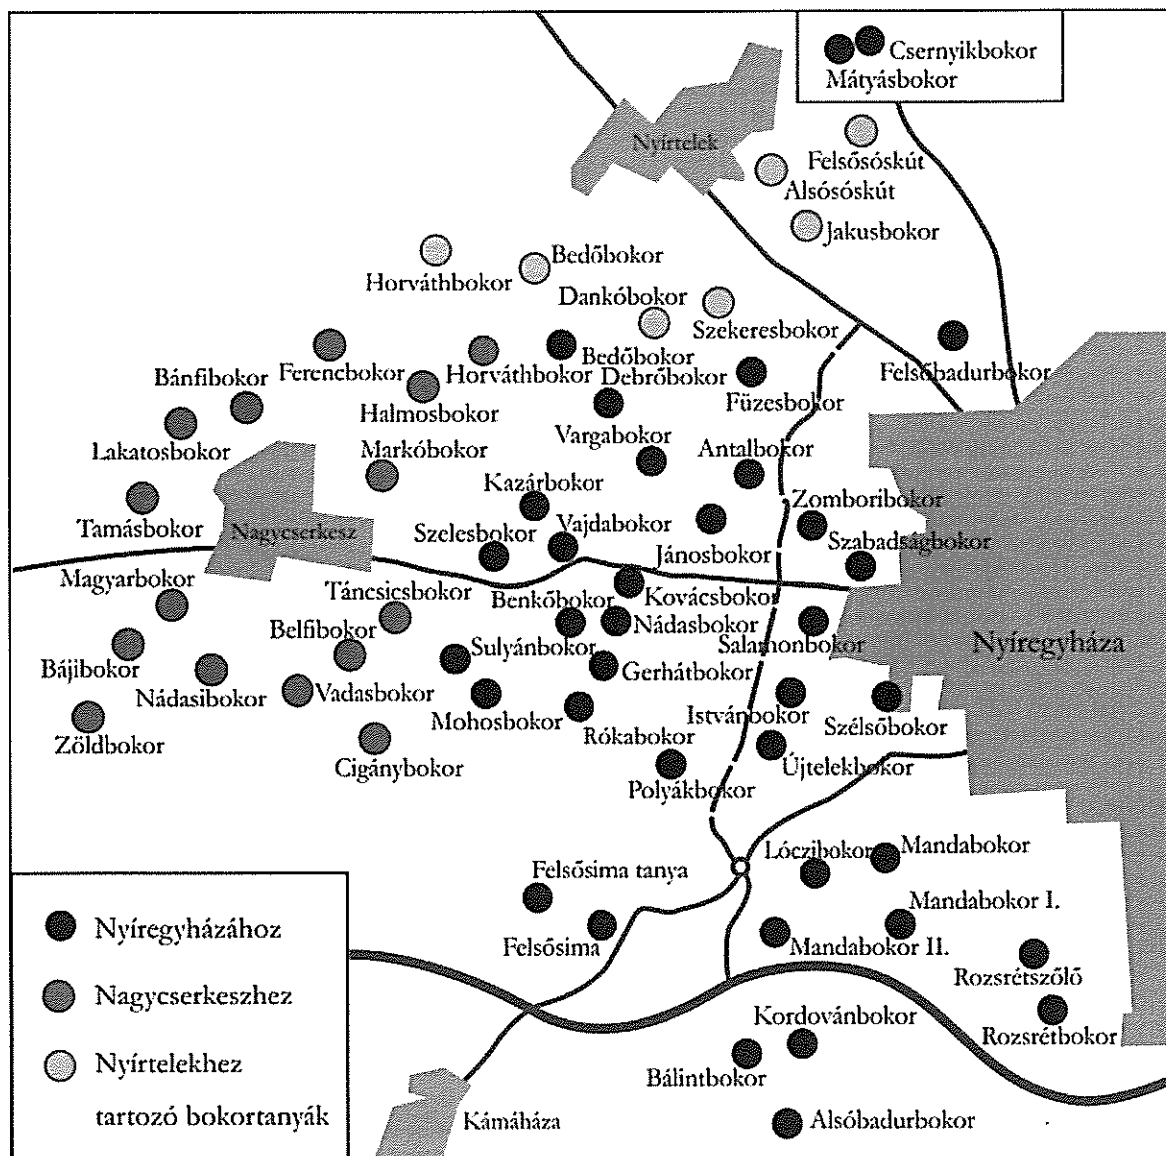 Csernyikbokor
Mátyásbokor
Nyírtelek
Felsősóskút
Alsósóskút
Jakusbokor
Bedőbokor
Horváthbokor
Dankóbokor
Szekeresbokor
Bedőbokor
Felsőbadurbokor
Ferencbokor
Horváthbokor
Bánfibokor
Debrőbokor
Halmosbokor
Füzesbokor
Lakatosbokor
Markóbokor
Vargabokor
Antalbokor
Kazárbokor
Zomboribokor
Tamásbokor
Nagycserkesz
Szelesbokor
Vajdabokor
Jánosbokor
Szabadságbokor
Magyarbokor
Táncsicsbokor
Benkőbokor
Kovácsbokor
Belfibokor
Nádasbokor
Salamonbokor
Nyíregyháza
Sulyánbokor
Bájibokor
Nádasibokor
Vadasbokor
Gerhátbokor
Mohosbokor
Istvánbokor
Szélsőbokor
Zöldbokor
Rókabokor
Cigánybokor
Újtelekbokor
Polyákbokor
Lóczibokor
Mandabokor
Felsősima tanya
Mandabokor I.
Felsősima
Mandabokor II.
Rozsrétszőlő
Kordovánbokor
Rozsrétbokor
Bálintbokor
Kámáháza
Alsóbadurbokor
Nyíregyházához
Nagycserkeszhez
Nyírtelekhez
tartozó bokortanyák